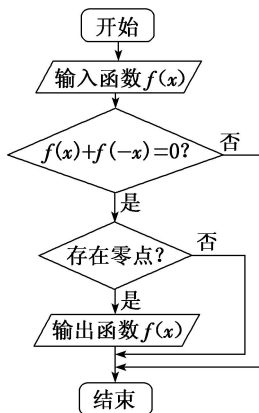 开始
输入函数f(x)
f(x)+f(-x)=0?
否
是
存在零点?
否
是
输出函数f(x)
结束